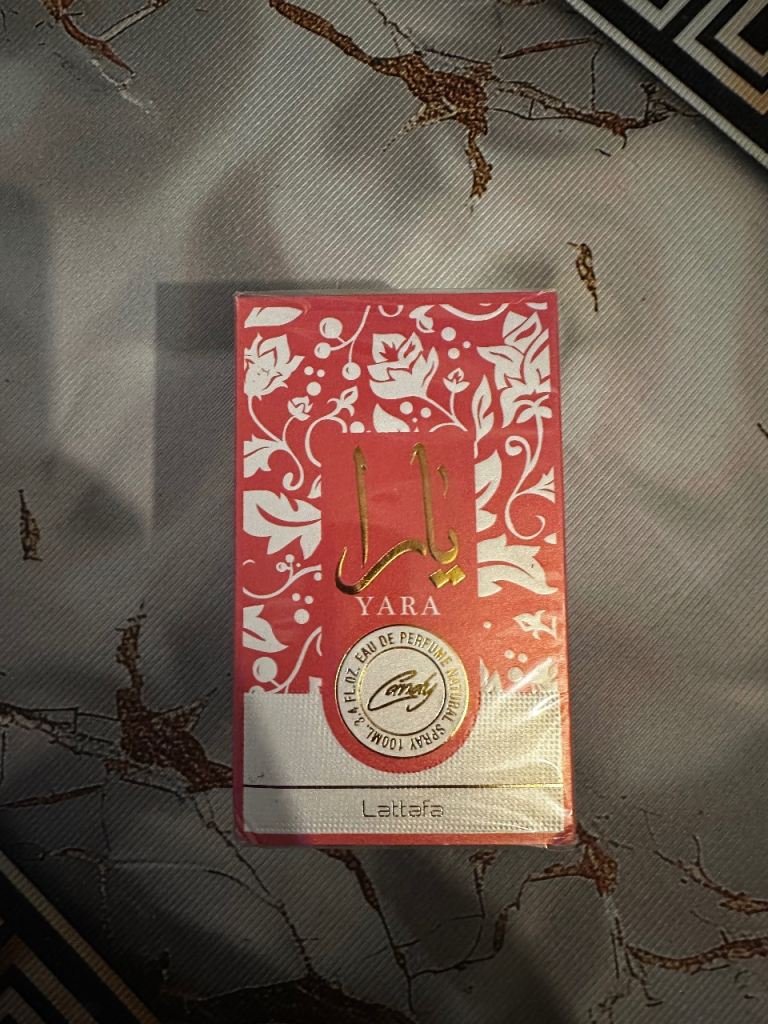 يارا
YARA
EAU DE PERFUME NATURAL SPRAY 100ML. 3.4 FL.OZ.
Candy
Lattafa